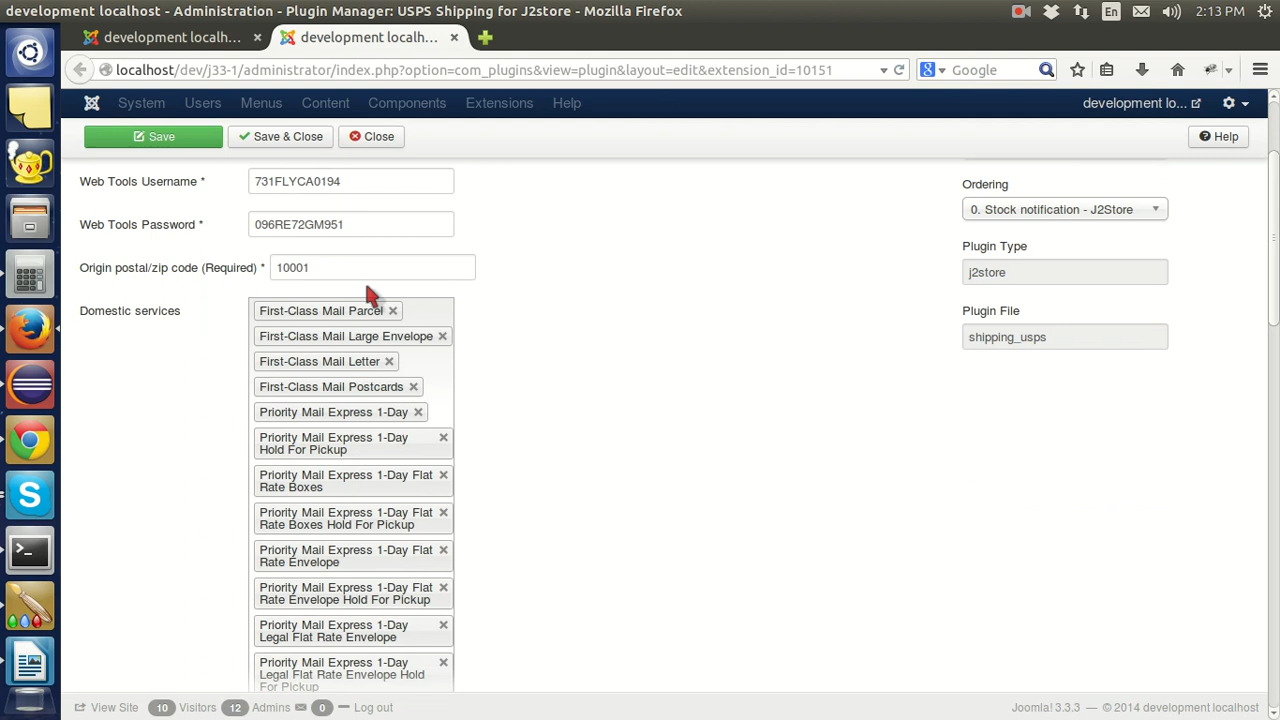 development localhost - Administration - Plugin Manager: USPS Shipping for J2store - Mozilla Firefox
En
2:13 PM
development localh...
development localh...
localhost/dev/j33-1/administrator/index.php?option=com_plugins&view=plugin&layout=edit&extension_id=10151
Google
System
Users
Menus
Content
Components
Extensions
Help
development lo...
Save
Save & Close
Close
Help
Web Tools Username *
731FLYCA0194
Web Tools Password *
096RE72GM951
Origin postal/zip code (Required) *
10001
Domestic services
First-Class Mail Parcel
First-Class Mail Large Envelope
First-Class Mail Letter
First-Class Mail Postcards
Priority Mail Express 1-Day
Priority Mail Express 1-Day
Hold For Pickup
Priority Mail Express 1-Day Flat
Rate Boxes
Priority Mail Express 1-Day Flat
Rate Boxes Hold For Pickup
Priority Mail Express 1-Day Flat
Rate Envelope
Priority Mail Express 1-Day Flat
Rate Envelope Hold For Pickup
Priority Mail Express 1-Day
Legal Flat Rate Envelope
Priority Mail Express 1-Day
Legal Flat Rate Envelope Hold
For Pickup
Ordering
0. Stock notification - J2Store
Plugin Type
j2store
Plugin File
shipping_usps
View Site
10
Visitors
12
Admins
0
Log out
Joomla! 3.3.3 — © 2014 development localhost